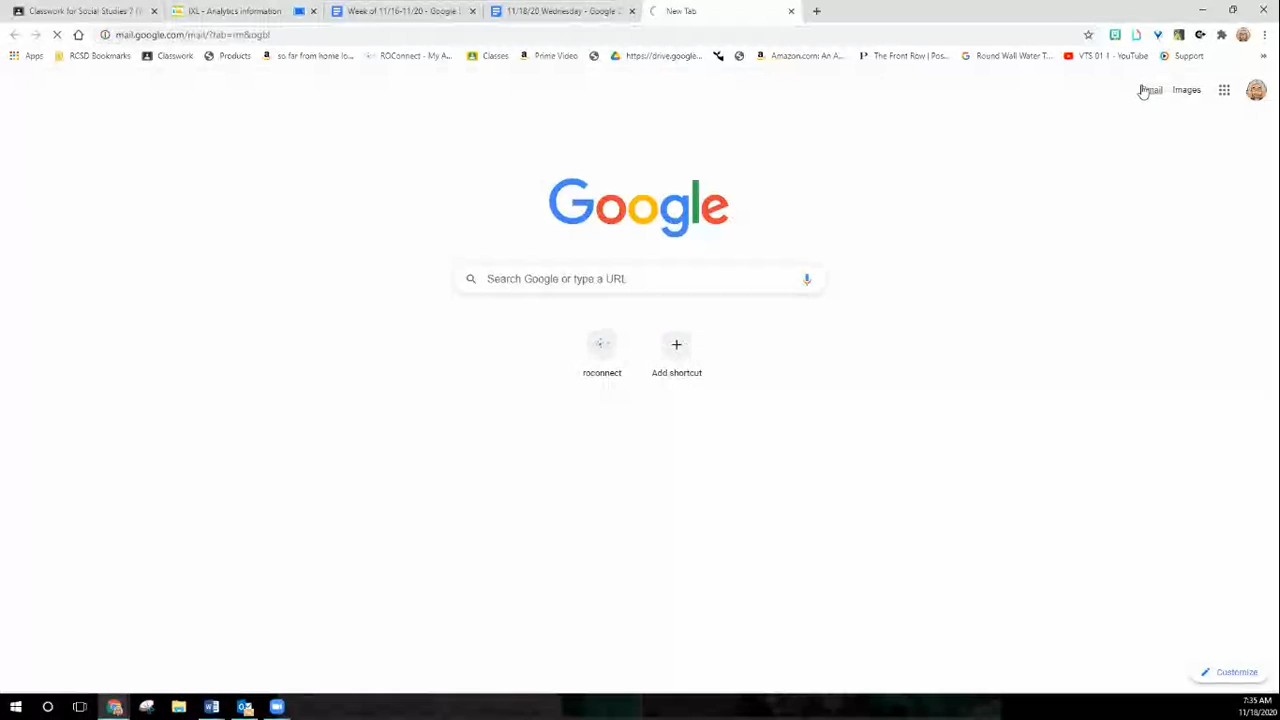 Classwork for Social Studies 7 (
IXL - Analytics information
Week of 11/16-11/20 - Google
11/18/20 Wednesday - Google
New Tab
mail.google.com/mail/?tab=rm&ogbl
Apps
RCSD Bookmarks
Classwork
Products
so far from home lo...
ROConnect - My A...
Classes
Prime Video
https://drive.google...
Amazon.com: An A...
The Front Row | Pos...
Round Wall Water T...
VTS 01 1 - YouTube
Support
Gmail
Images
Google
Search Google or type a URL
roconnect
Add shortcut
Customize
7:35 AM
11/18/2020